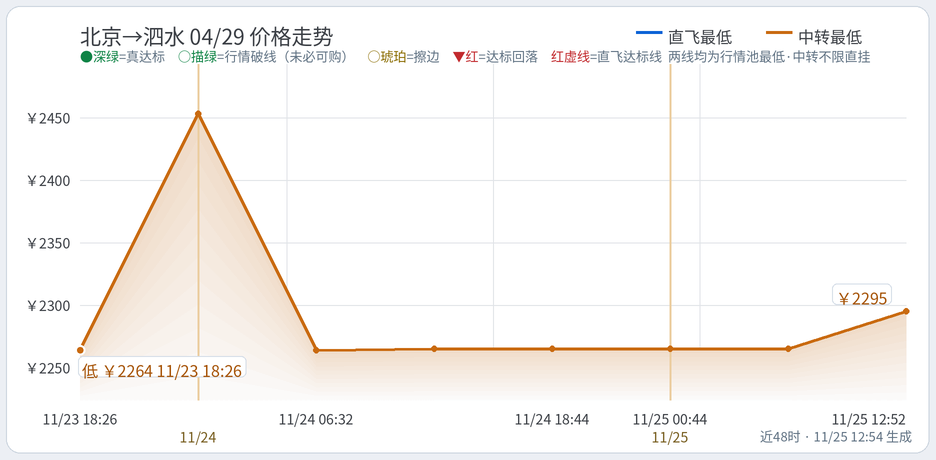 北京→泗水 04/29 价格走势
直飞最低 中转最低
●深绿=真达标 ○描绿=行情破线（未必可购） ○琥珀=擦边 ▼红=达标回落 红虚线=直飞达标线 两线均为行情池最低·中转不限直挂
￥2450
￥2400
￥2350
￥2300
￥2250
￥2295
低 ￥2264 11/23 18:26
11/23 18:26 11/24 06:32 11/24 18:44 11/25 00:44 11/25 12:52
11/24 11/25
近48时 · 11/25 12:54 生成